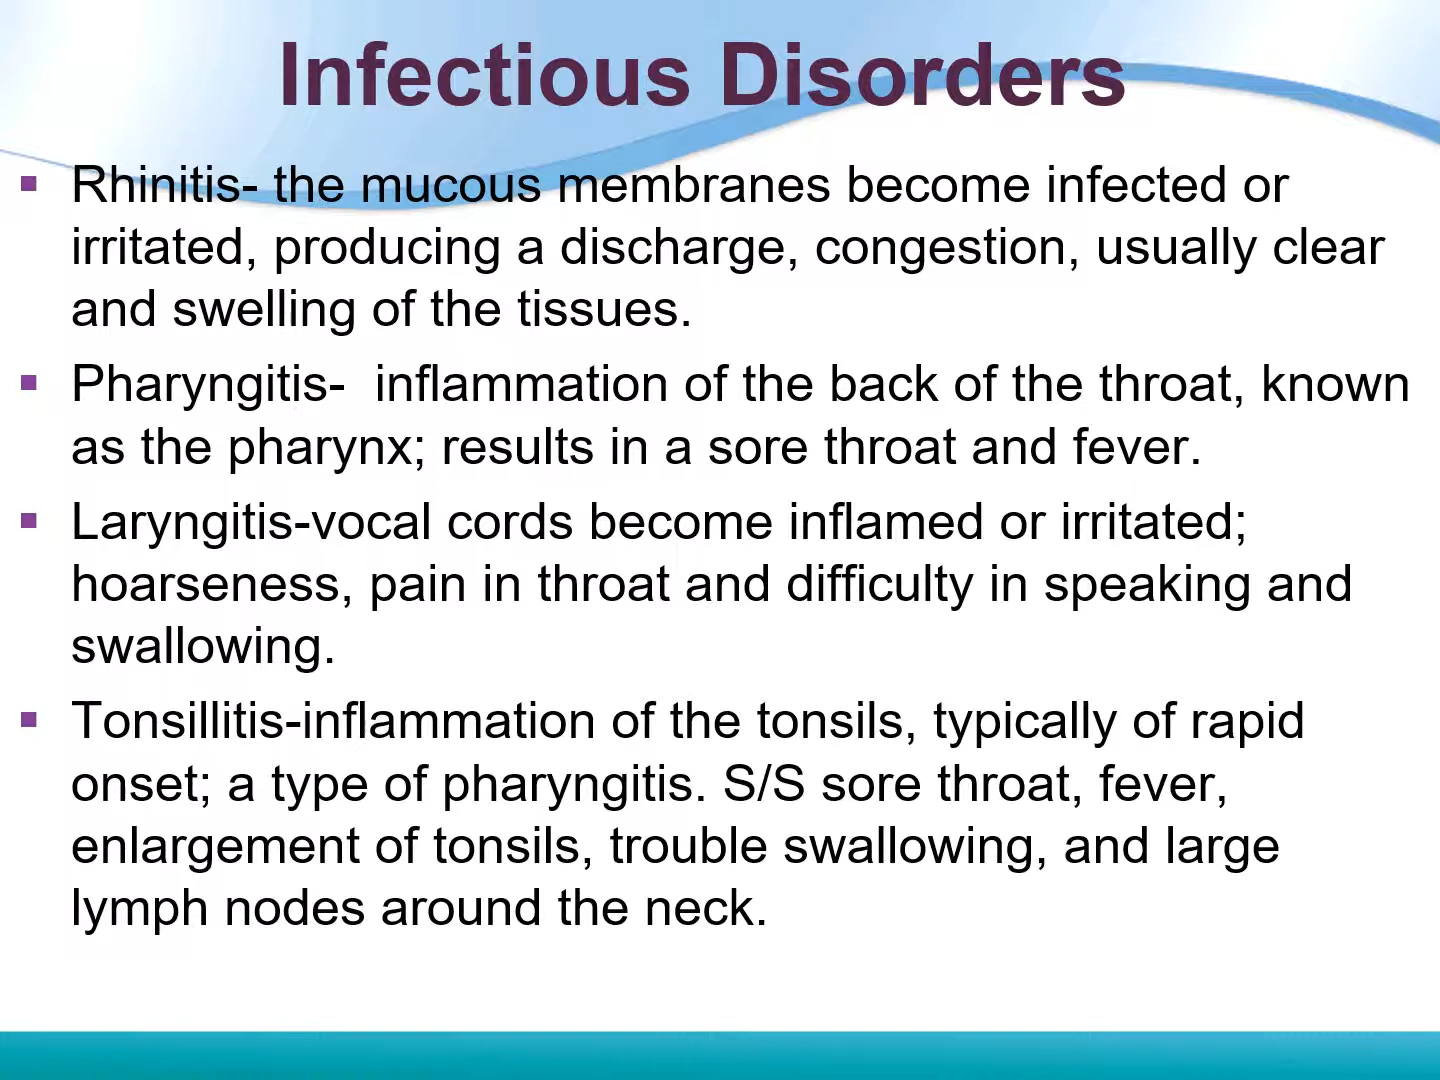 Infectious Disorders
▪ Rhinitis- the mucous membranes become infected or
irritated, producing a discharge, congestion, usually clear
and swelling of the tissues.
▪ Pharyngitis-  inflammation of the back of the throat, known
as the pharynx; results in a sore throat and fever.
▪ Laryngitis-vocal cords become inflamed or irritated;
hoarseness, pain in throat and difficulty in speaking and
swallowing.
▪ Tonsillitis-inflammation of the tonsils, typically of rapid
onset; a type of pharyngitis. S/S sore throat, fever,
enlargement of tonsils, trouble swallowing, and large
lymph nodes around the neck.